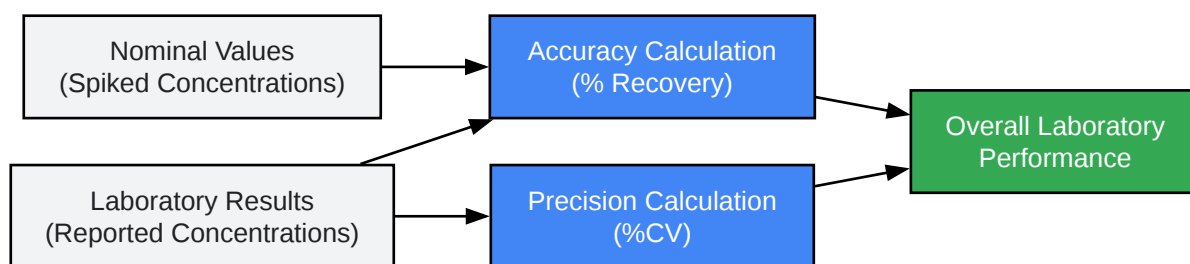 Nominal Values
(Spiked Concentrations)
Accuracy Calculation
(% Recovery)
Overall Laboratory
Performance
Laboratory Results
(Reported Concentrations)
Precision Calculation
(%CV)